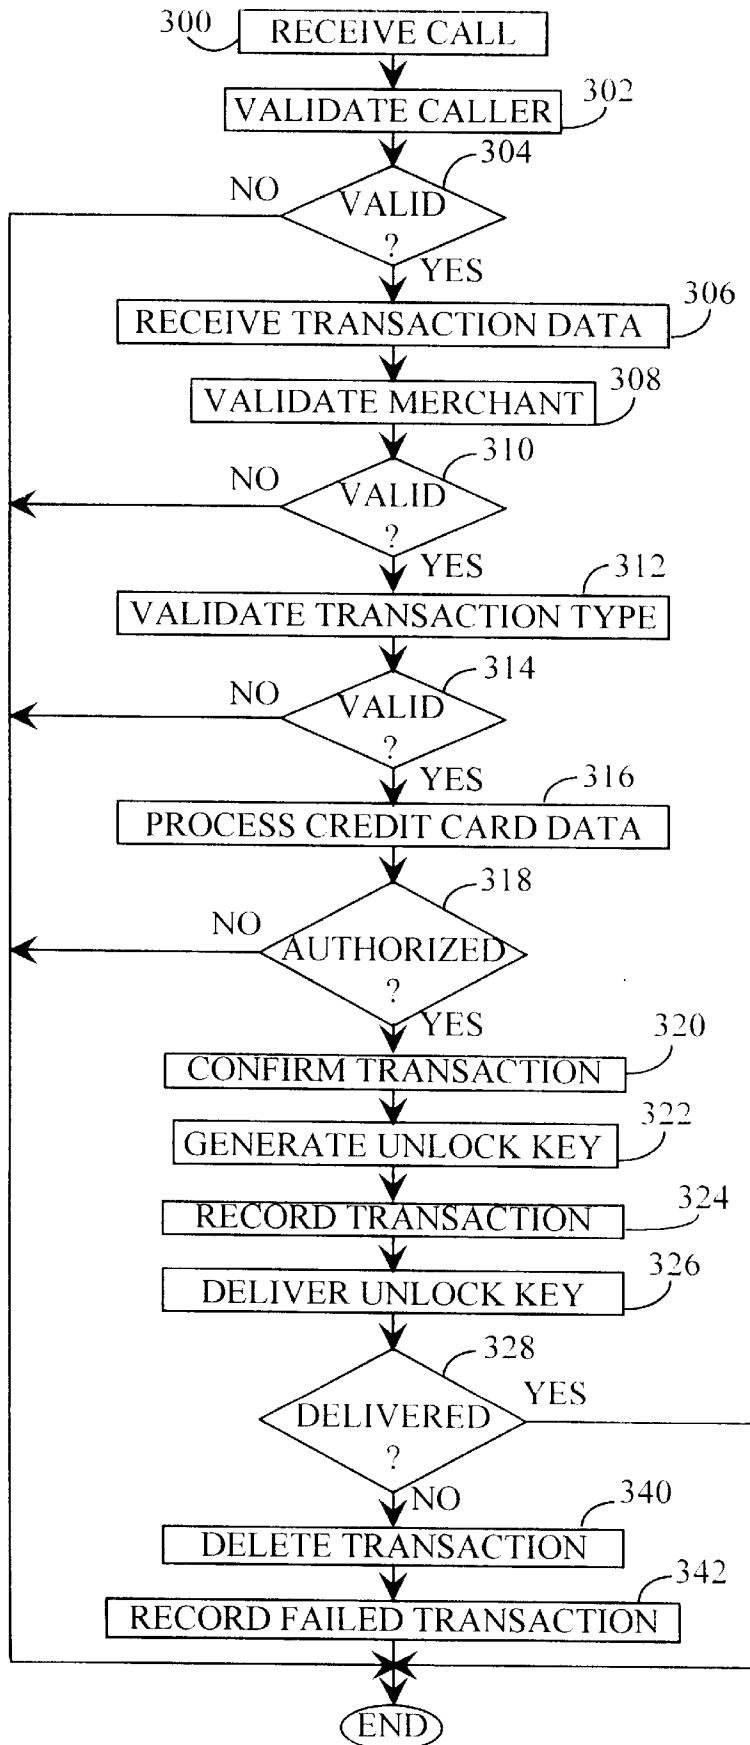 300
RECEIVE CALL
VALIDATE CALLER
302
304
NO
VALID
?
YES
306
RECEIVE TRANSACTION DATA
VALIDATE MERCHANT
308
310
NO
VALID
?
YES
312
VALIDATE TRANSACTION TYPE
314
NO
VALID
?
YES
316
PROCESS CREDIT CARD DATA
318
NO
AUTHORIZED
?
YES
320
CONFIRM TRANSACTION
322
GENERATE UNLOCK KEY
324
RECORD TRANSACTION
326
DELIVER UNLOCK KEY
328
YES
DELIVERED
?
NO
340
DELETE TRANSACTION
342
RECORD FAILED TRANSACTION
END